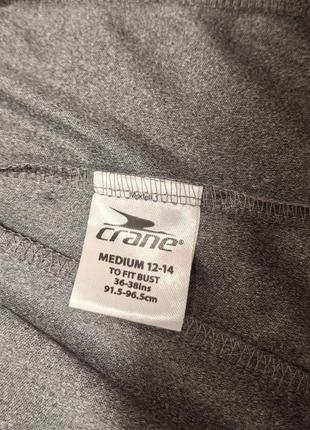 crane®
MEDIUM 12-14
TO FIT BUST
36-38ins
91.5-96.5cm